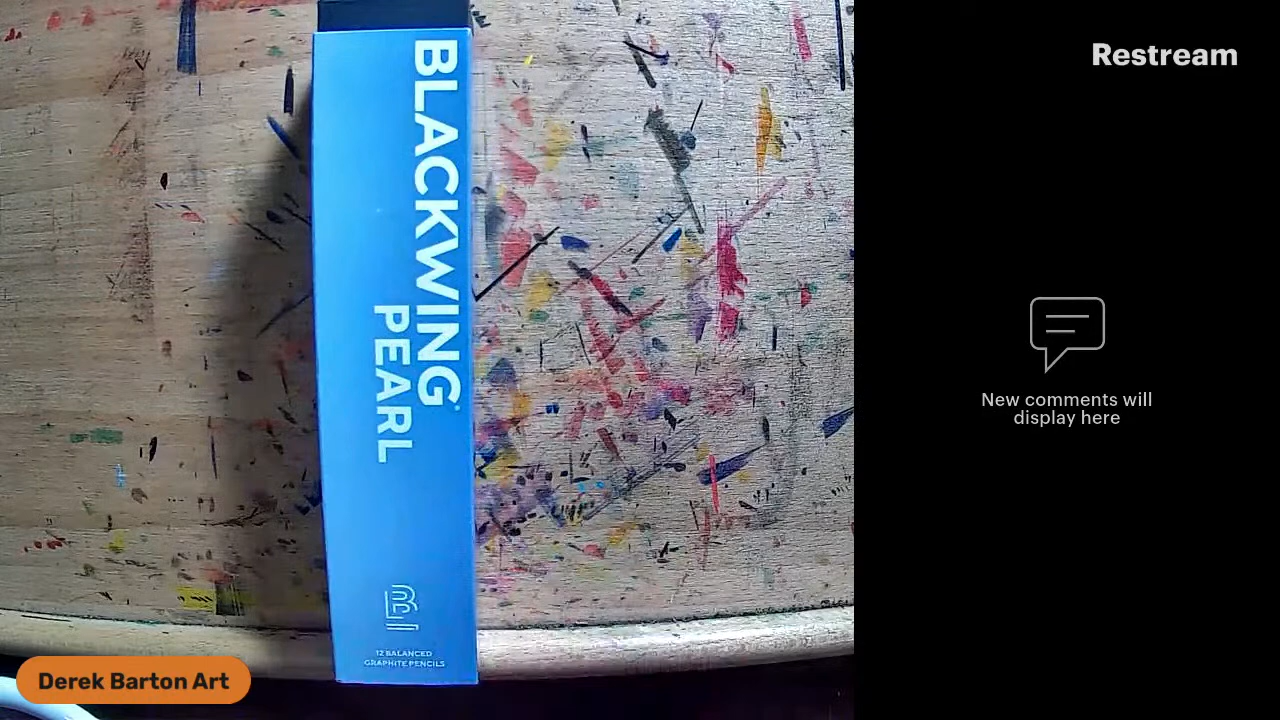 Restream
BLACKWING®
PEARL
12 BALANCED
GRAPHITE PENCILS
New comments will
display here
Derek Barton Art